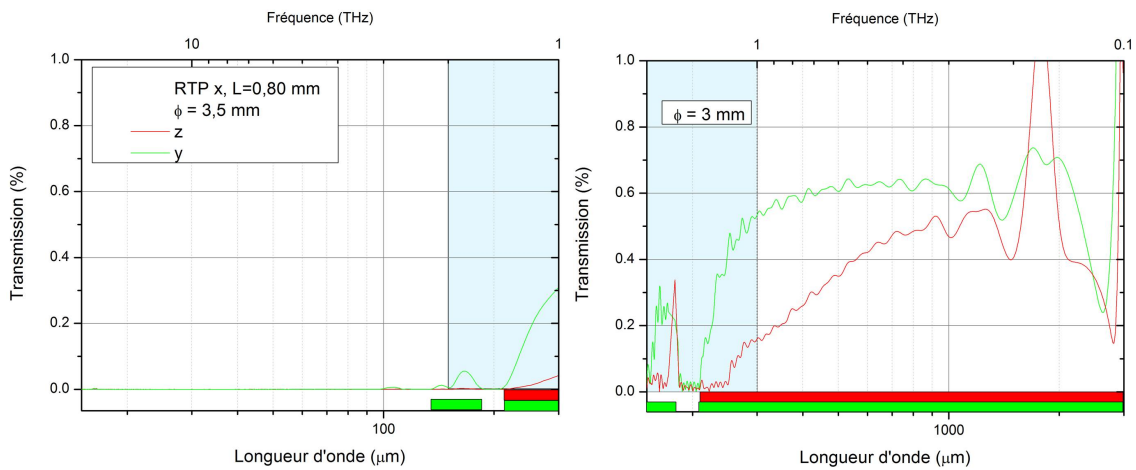 Fréquence (THz)
10
1
Transmission (%)
1.0
0.8
0.6
0.4
0.2
0.0
RTP x, L=0,80 mm
ϕ = 3,5 mm
z
y
100
Longueur d'onde (µm)
Fréquence (THz)
1
0.1
Transmission (%)
1.0
0.8
0.6
0.4
0.2
0.0
ϕ = 3 mm
1000
Longueur d'onde (µm)